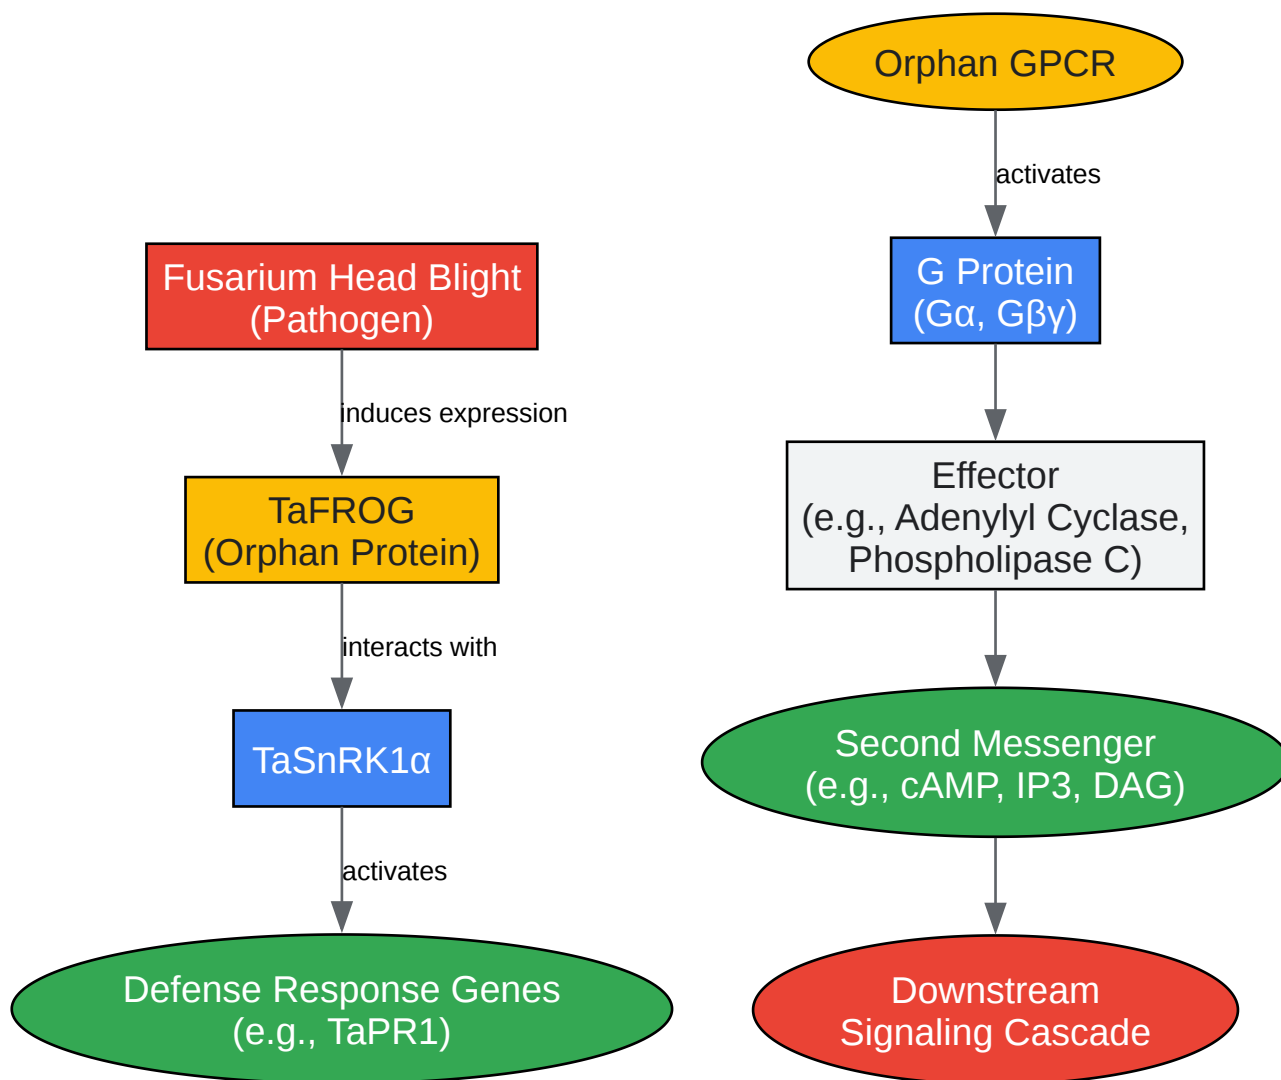 Fusarium Head Blight
(Pathogen)
induces expression
TaFROG
(Orphan Protein)
interacts with
TaSnRK1α
activates
Defense Response Genes
(e.g., TaPR1)
Orphan GPCR
activates
G Protein
(Gα, Gβγ)
Effector
(e.g., Adenylyl Cyclase,
Phospholipase C)
Second Messenger
(e.g., cAMP, IP3, DAG)
Downstream
Signaling Cascade